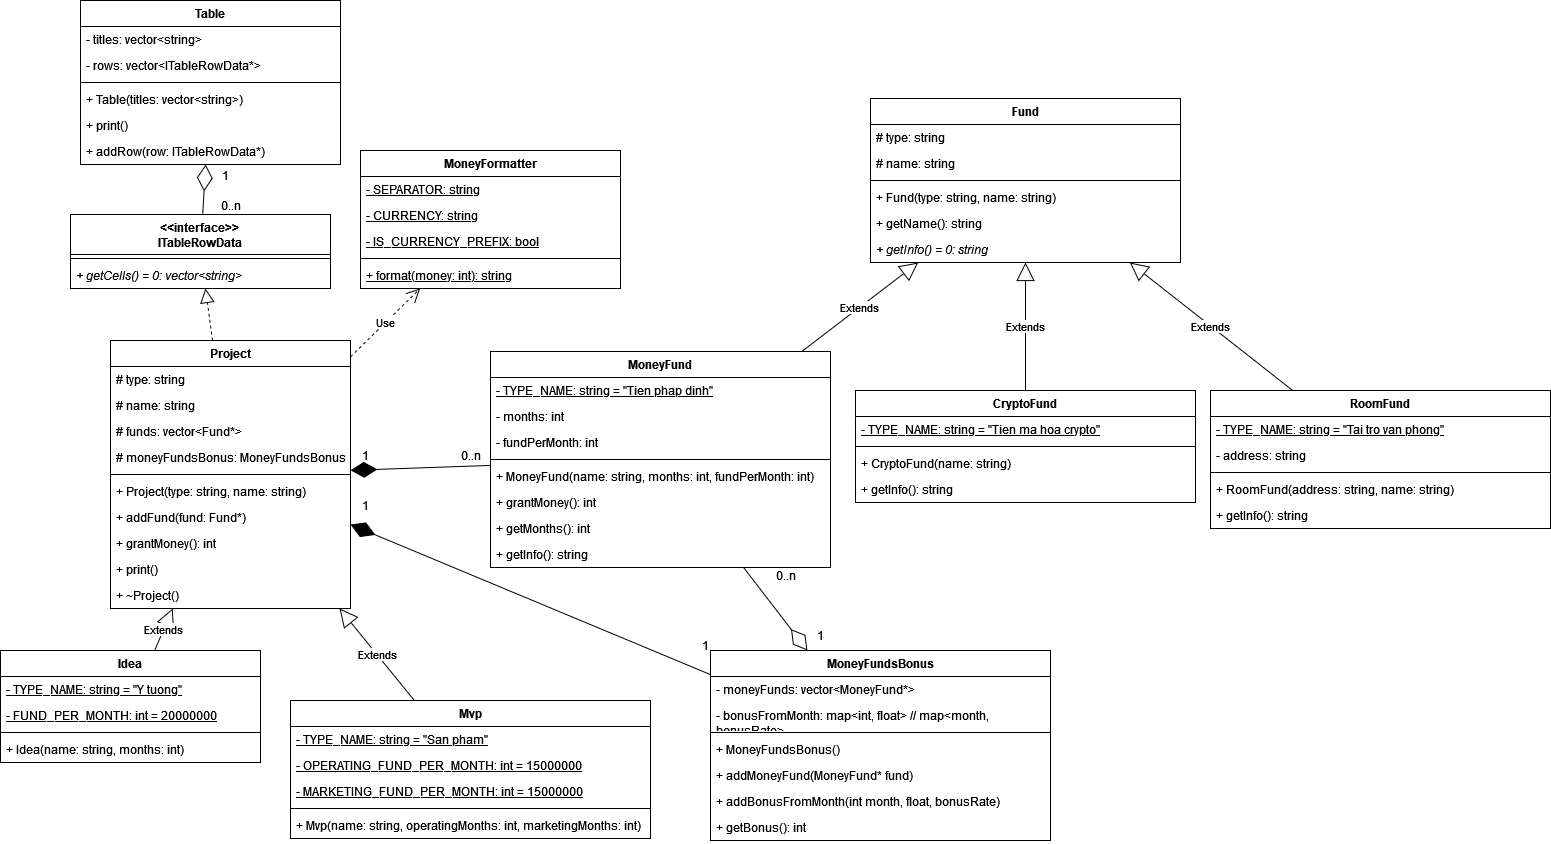 Table
- titles: vector<string>
- rows: vector<ITableRowData*>
+ Table(titles: vector<string>)
+ print()
+ addRow(row: ITableRowData*)
1
0..n
<<interface>>
ITableRowData
+ getCells() = 0: vector<string>
MoneyFormatter
- SEPARATOR: string
- CURRENCY: string
- IS_CURRENCY_PREFIX: bool
+ format(money: int): string
Use
Fund
# type: string
# name: string
+ Fund(type: string, name: string)
+ getName(): string
+ getInfo() = 0: string
Extends
Extends
Extends
Project
# type: string
# name: string
# funds: vector<Fund*>
# moneyFundsBonus: MoneyFundsBonus
+ Project(type: string, name: string)
+ addFund(fund: Fund*)
+ grantMoney(): int
+ print()
+ ~Project()
1
0..n
1
1
MoneyFund
- TYPE_NAME: string = "Tien phap dinh"
- months: int
- fundPerMonth: int
+ MoneyFund(name: string, months: int, fundPerMonth: int)
+ grantMoney(): int
+ getMonths(): int
+ getInfo(): string
0..n
1
CryptoFund
- TYPE_NAME: string = "Tien ma hoa crypto"
+ CryptoFund(name: string)
+ getInfo(): string
RoomFund
- TYPE_NAME: string = "Tai tro van phong"
- address: string
+ RoomFund(address: string, name: string)
+ getInfo(): string
Extends
Extends
Idea
- TYPE_NAME: string = "Y tuong"
- FUND_PER_MONTH: int = 20000000
+ Idea(name: string, months: int)
Mvp
- TYPE_NAME: string = "San pham"
- OPERATING_FUND_PER_MONTH: int = 15000000
- MARKETING_FUND_PER_MONTH: int = 15000000
+ Mvp(name: string, operatingMonths: int, marketingMonths: int)
MoneyFundsBonus
- moneyFunds: vector<MoneyFund*>
- bonusFromMonth: map<int, float> // map<month,
bonusRate>
+ MoneyFundsBonus()
+ addMoneyFund(MoneyFund* fund)
+ addBonusFromMonth(int month, float, bonusRate)
+ getBonus(): int